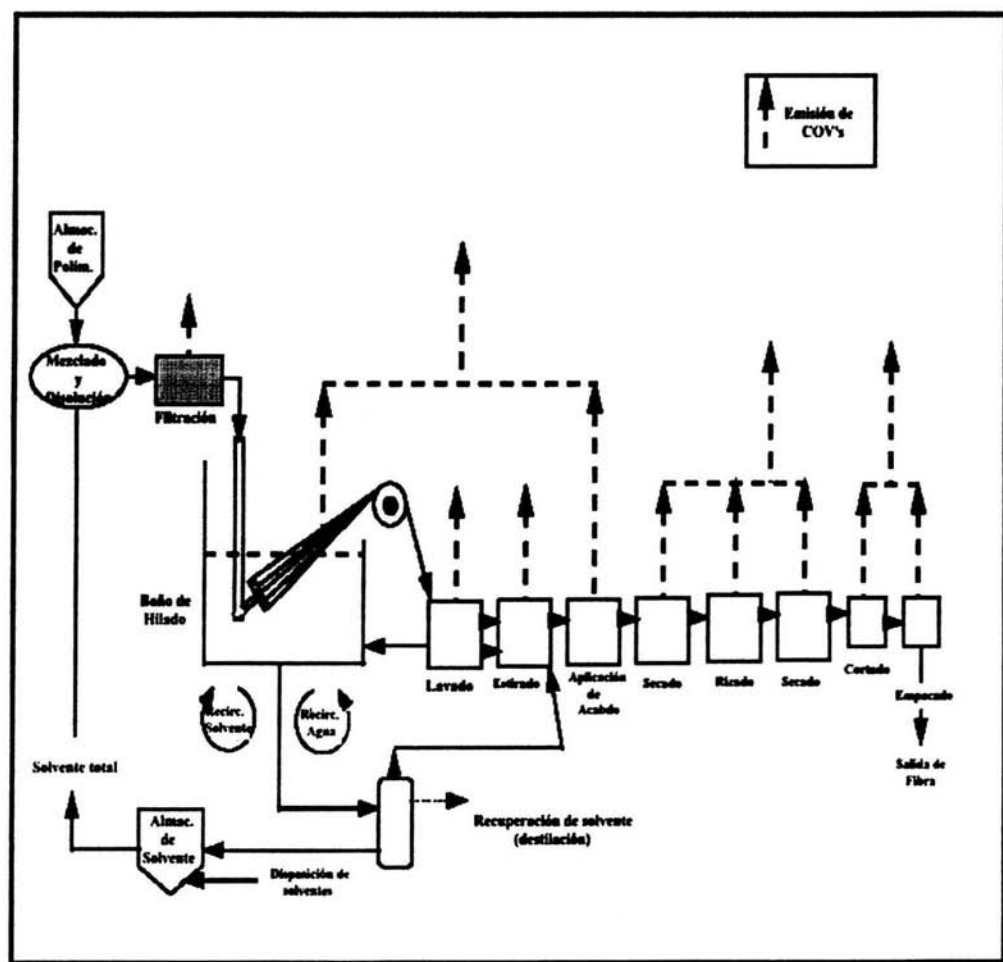 Emisión de
COV's
Almac.
de
Polím.
Mezclado
y
Disolución
Filtración
Baño de
Hilado
Lavado
Estirado
Aplicación de
Acabdo
Secado
Rizado
Secado
Cortado
Empacado
Recirc.
Solvente
Recirc.
Agua
Salida de
Fibra
Solvente total
Almac.
de
Solvente
Recuperación de solvente
(destilación)
Disposición de
solventes